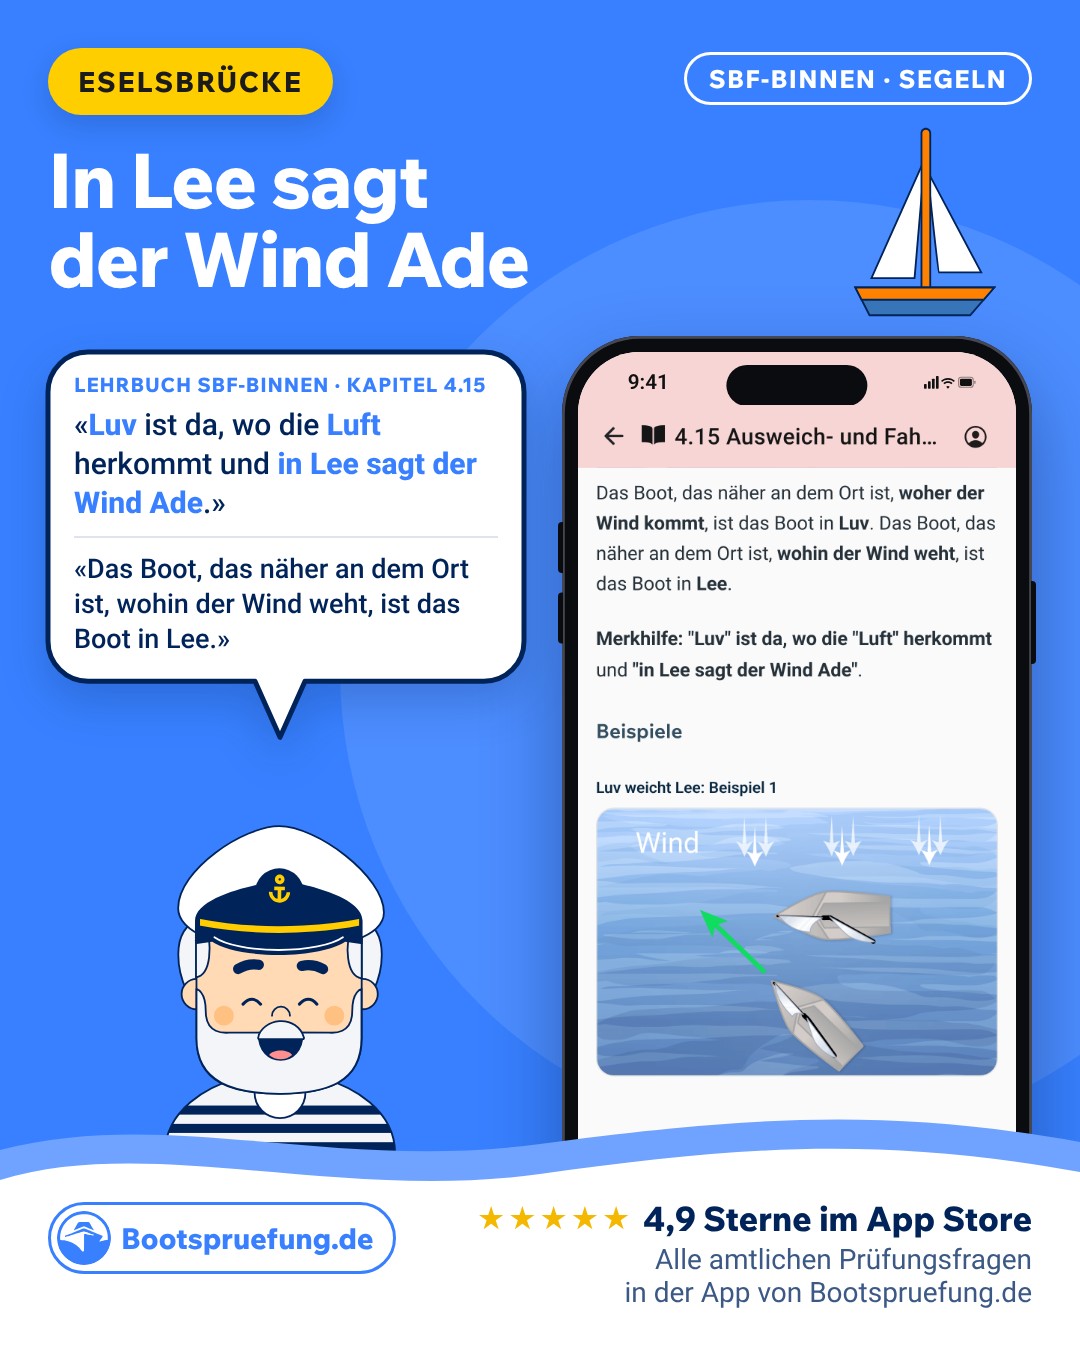 ESELSBRÜCKE
SBF-BINNEN · SEGELN
In Lee sagt
der Wind Ade
LEHRBUCH SBF-BINNEN · KAPITEL 4.15
«Luv ist da, wo die Luft
herkommt und in Lee sagt der
Wind Ade.»
«Das Boot, das näher an dem Ort
ist, wohin der Wind weht, ist das
Boot in Lee.»
9:41
4.15 Ausweich- und Fah...
Das Boot, das näher an dem Ort ist, woher der
Wind kommt, ist das Boot in Luv. Das Boot, das
näher an dem Ort ist, wohin der Wind weht, ist
das Boot in Lee.
Merkhilfe: "Luv" ist da, wo die "Luft" herkommt
und "in Lee sagt der Wind Ade".
Beispiele
Luv weicht Lee: Beispiel 1
Wind
Bootspruefung.de
4,9 Sterne im App Store
Alle amtlichen Prüfungsfragen
in der App von Bootspruefung.de